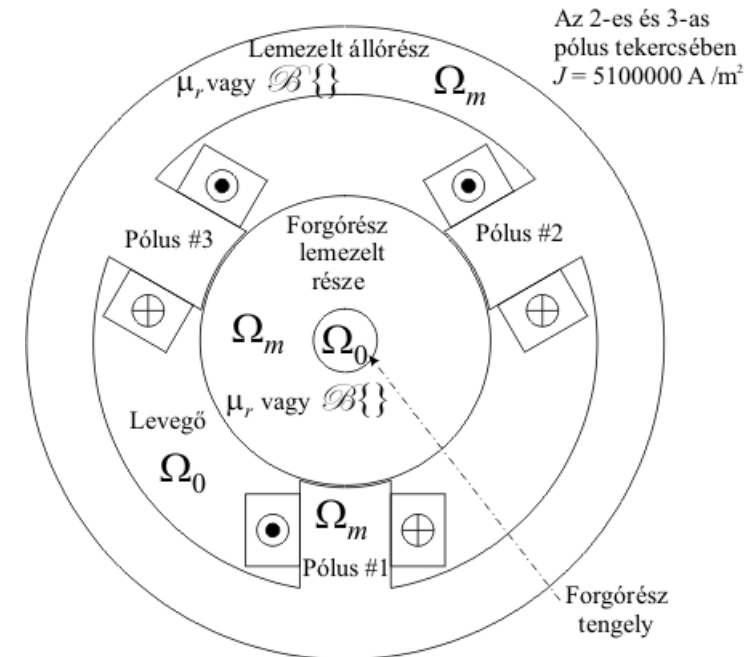 Az 2-es és 3-as
pólus tekercsében
J = 5100000 A /m²
Lemezelt állórész
μr vagy ℬ{}
Ωm
Pólus #3
Forgórész
lemezelt
része
Pólus #2
Ωm
Ω0
μr vagy ℬ{}
Levegő
Ω0
Ωm
Pólus #1
Forgórész
tengely